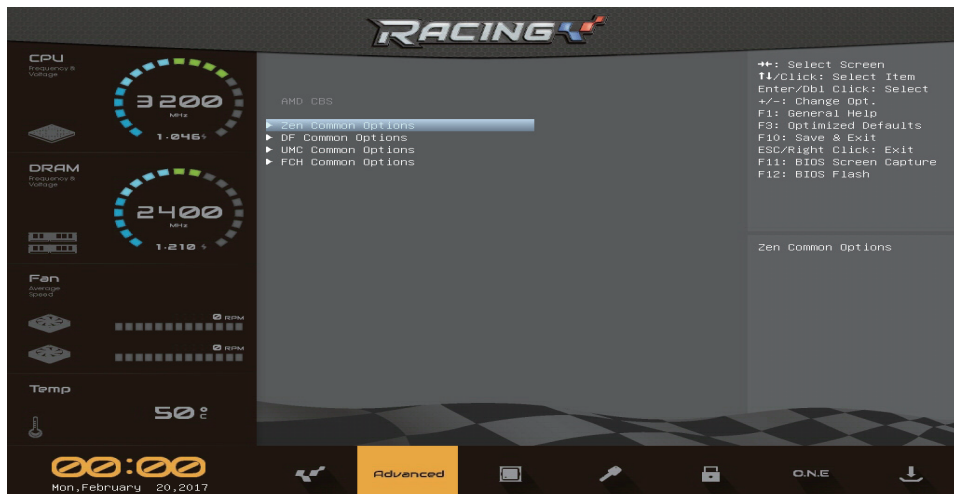 RACING
CPU
Frequency &
Voltage
3200
MHz
1.046
DRAM
Frequency &
Voltage
2400
MHz
1.210
Fan
Average
Speed
0 RPM
0 RPM
Temp
50 °C
AMD CBS
Zen Common Options
DF Common Options
UMC Common Options
FCH Common Options
→←: Select Screen
↑↓/Click: Select Item
Enter/Dbl Click: Select
+/-: Change Opt.
F1: General Help
F3: Optimized Defaults
F10: Save & Exit
ESC/Right Click: Exit
F11: BIOS Screen Capture
F12: BIOS Flash
Zen Common Options
00:00
Mon,February 20,2017
Advanced
O.N.E